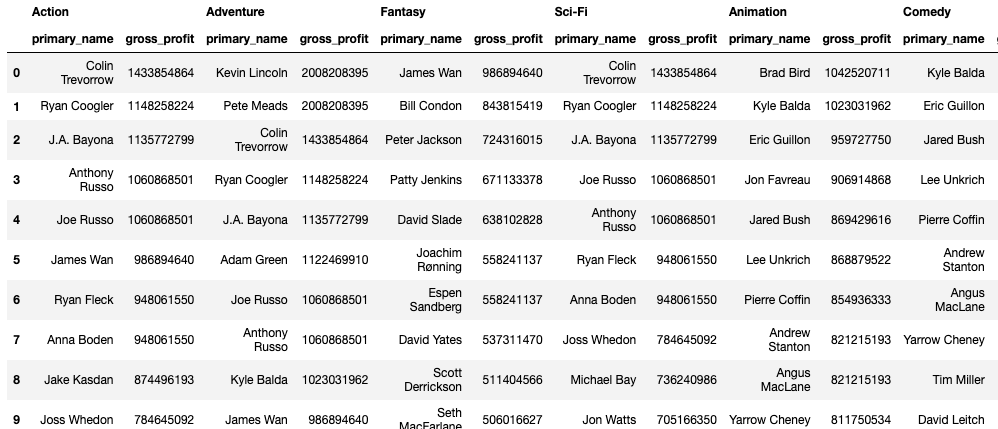 Action Adventure Fantasy Sci-Fi Animation Comedy
primary_name gross_profit primary_name gross_profit primary_name gross_profit primary_name gross_profit primary_name gross_profit primary_name
0 Colin Trevorrow 1433854864 Kevin Lincoln 2008208395 James Wan 986894640 Colin Trevorrow 1433854864 Brad Bird 1042520711 Kyle Balda
1 Ryan Coogler 1148258224 Pete Meads 2008208395 Bill Condon 843815419 Ryan Coogler 1148258224 Kyle Balda 1023031962 Eric Guillon
2 J.A. Bayona 1135772799 Colin Trevorrow 1433854864 Peter Jackson 724316015 J.A. Bayona 1135772799 Eric Guillon 959727750 Jared Bush
3 Anthony Russo 1060868501 Ryan Coogler 1148258224 Patty Jenkins 671133378 Joe Russo 1060868501 Jon Favreau 906914868 Lee Unkrich
4 Joe Russo 1060868501 J.A. Bayona 1135772799 David Slade 638102828 Anthony Russo 1060868501 Jared Bush 869429616 Pierre Coffin
5 James Wan 986894640 Adam Green 1122469910 Joachim Rønning 558241137 Ryan Fleck 948061550 Lee Unkrich 868879522 Andrew Stanton
6 Ryan Fleck 948061550 Joe Russo 1060868501 Espen Sandberg 558241137 Anna Boden 948061550 Pierre Coffin 854936333 Angus MacLane
7 Anna Boden 948061550 Anthony Russo 1060868501 David Yates 537311470 Joss Whedon 784645092 Andrew Stanton 821215193 Yarrow Cheney
8 Jake Kasdan 874496193 Kyle Balda 1023031962 Scott Derrickson 511404566 Michael Bay 736240986 Angus MacLane 821215193 Tim Miller
9 Joss Whedon 784645092 James Wan 986894640 Seth MacFarlane 506016627 Jon Watts 705166350 Yarrow Cheney 811750534 David Leitch